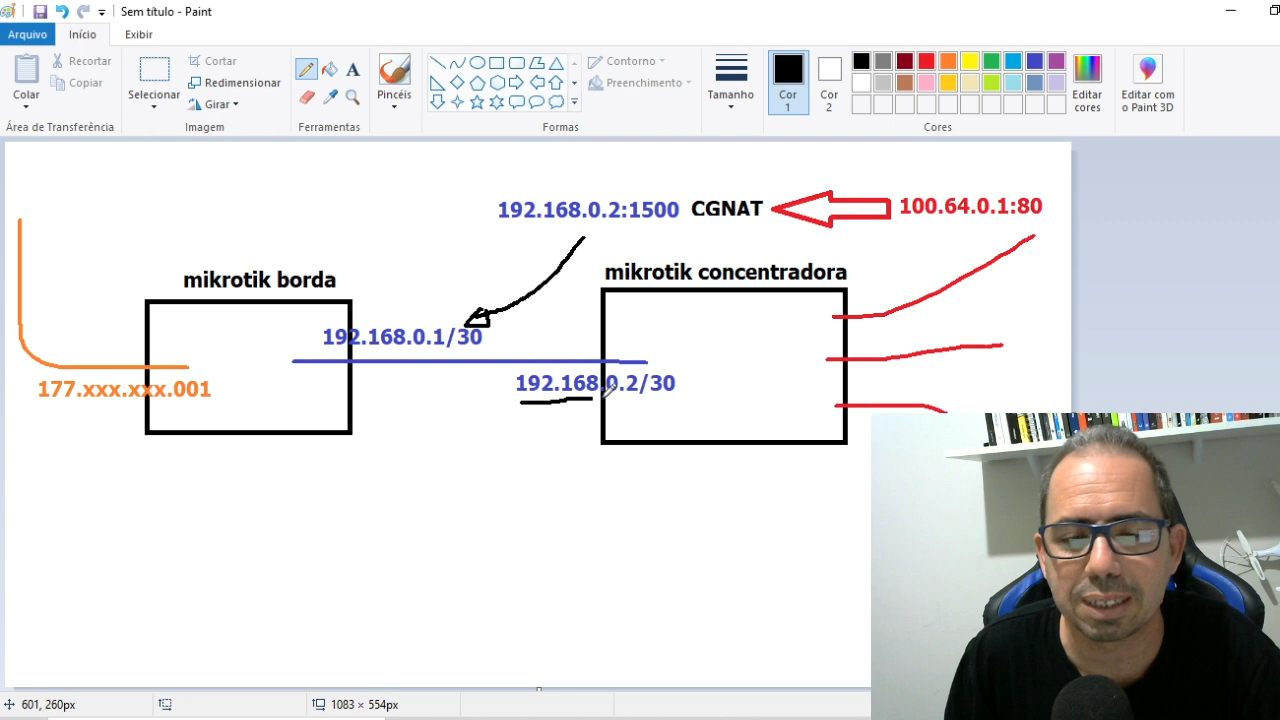 Sem título - Paint
Arquivo
Início
Exibir
Colar
Recortar
Copiar
Área de Transferência
Selecionar
Cortar
Redimensionar
Girar
Imagem
A
Ferramentas
Pincéis
Contorno
Preenchimento
Formas
Tamanho
Cor
1
Cor
2
Editar
cores
Cores
Editar com
o Paint 3D
192.168.0.2:1500 CGNAT 100.64.0.1:80
mikrotik borda
mikrotik concentradora
192.168.0.1/30
192.168.0.2/30
177.xxx.xxx.001
601, 260px
1083 × 554px